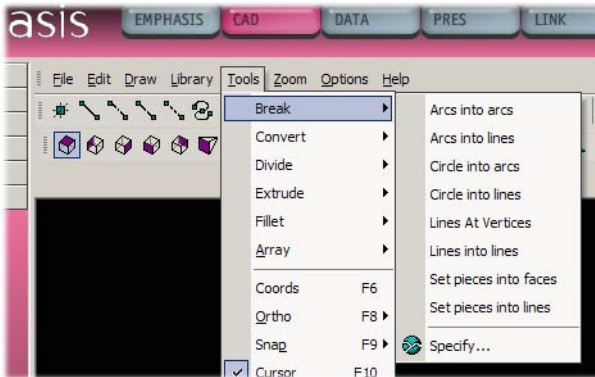 asis EMPHASIS CAD DATA PRES LINK
File Edit Draw Library Tools Zoom Options Help
Break
Convert
Divide
Extrude
Fillet
Array
Coords F6
Ortho F8
Snap F9
Cursor F10
Arcs into arcs
Arcs into lines
Circle into arcs
Circle into lines
Lines At Vertices
Lines into lines
Set pieces into faces
Set pieces into lines
Specify...